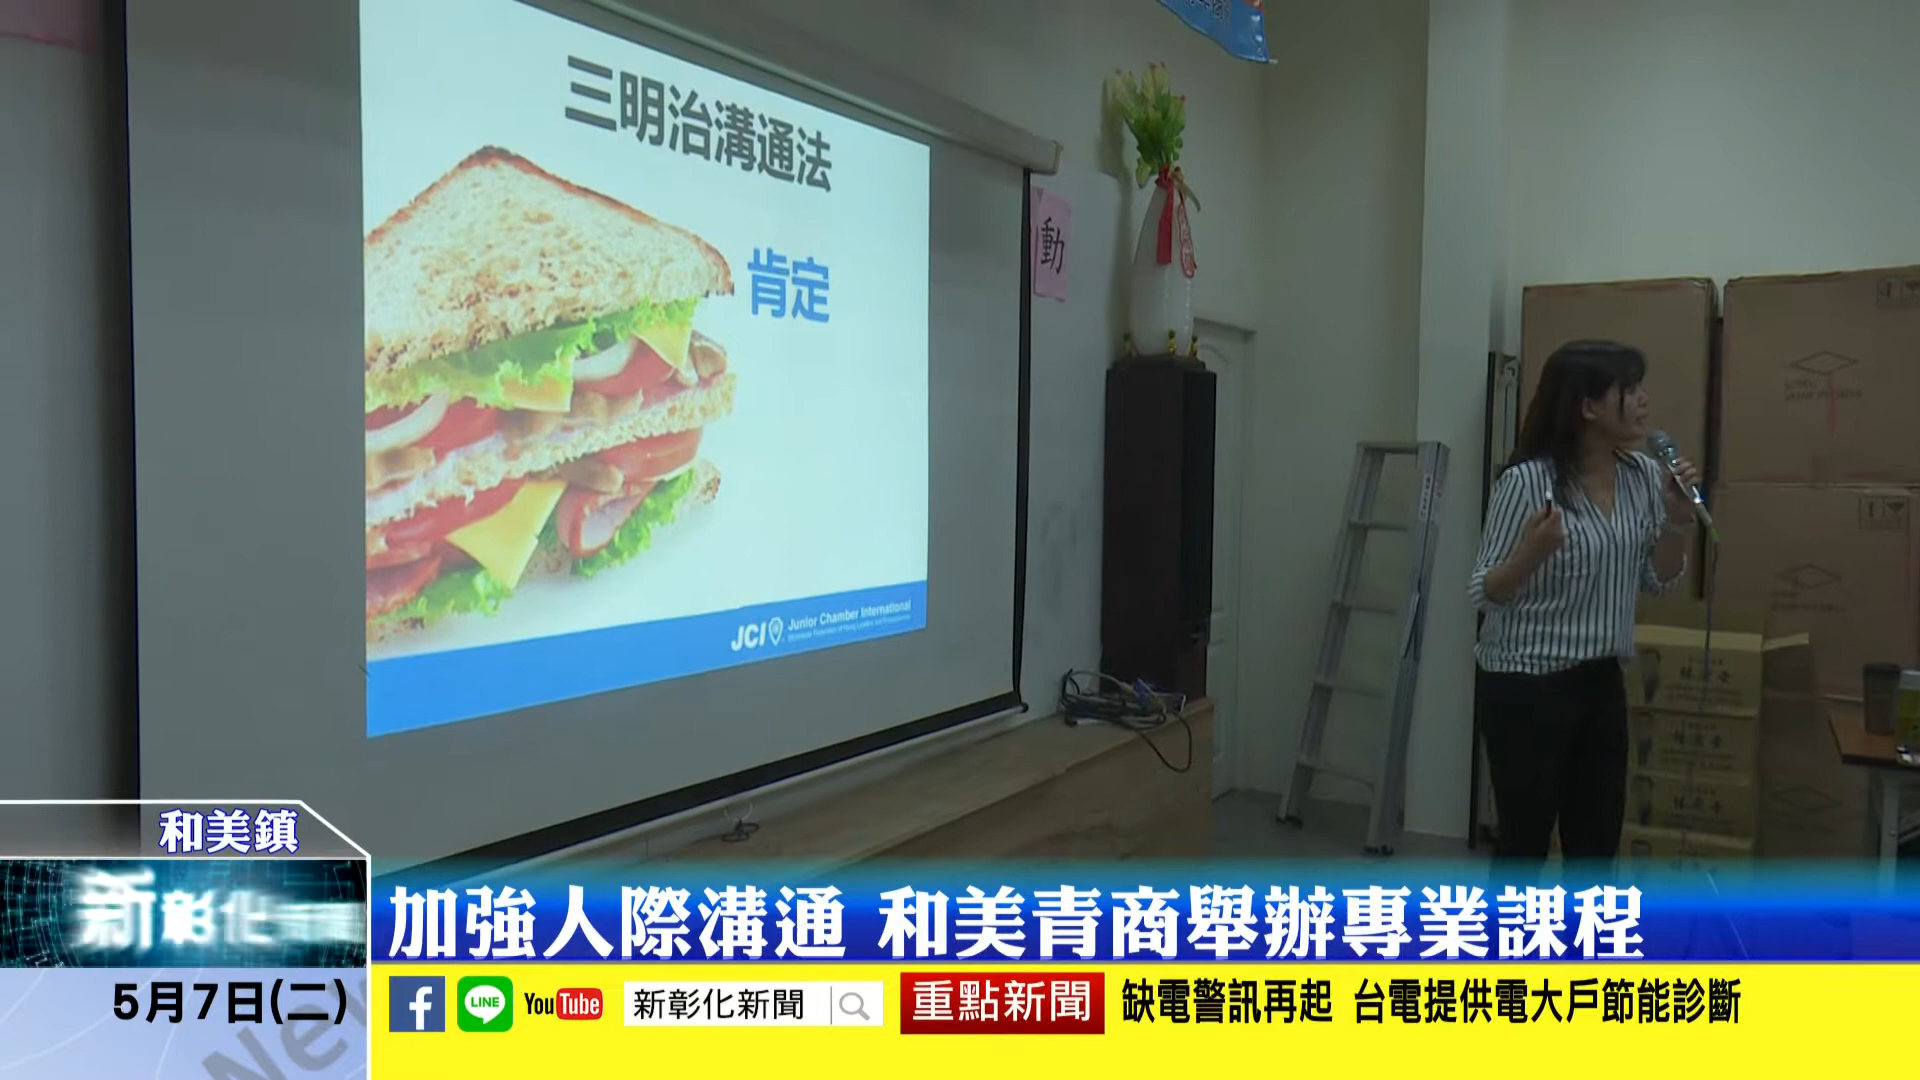 三明治溝通法
肯定
動
JCI Junior Chamber International
和美鎮
新彰化
加強人際溝通 和美青商舉辦專業課程
5月7日(二)
f LINE YouTube 新彰化新聞 重點新聞 缺電警訊再起 台電提供電大戶節能診斷